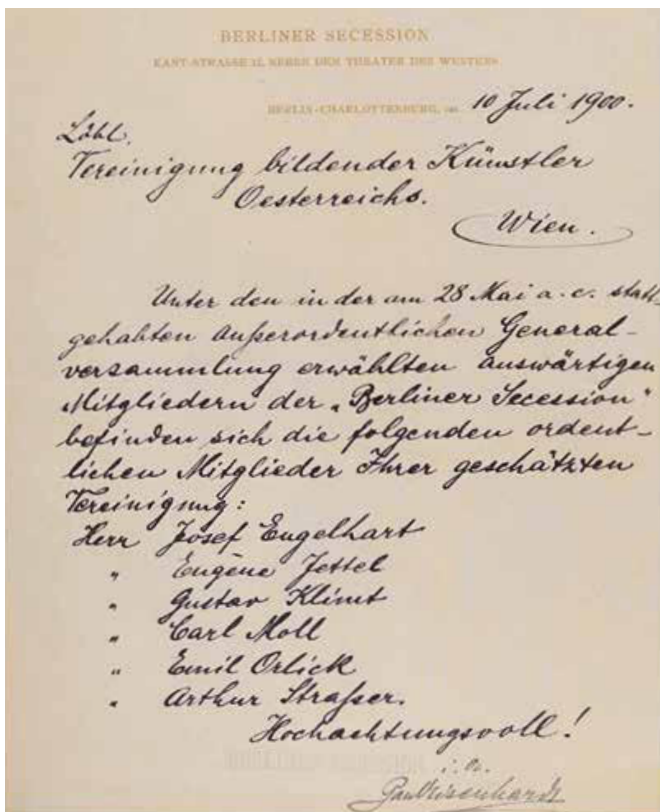 BERLINER SECESSION
KANT-STRASSE 12, NEBEN DEM THEATER DES WESTENS
BERLIN-CHARLOTTENBURG, 10 Juli 1900.
Löbl.
Vereinigung bildender Künstler
Oesterreichs.
Wien.
Unter den in der am 28 Mai a. c. statt-
gehabten außerordentlichen General-
versammlung erwählten auswärtigen
Mitgliedern der „Berliner Secession“
befinden sich die folgenden ordent-
lichen Mitglieder Ihrer geschätzten
Vereinigung:
Herr Josef Engelhart
" Eugène Jettel
" Gustav Klimt
" Carl Moll
" Emil Orlick
" Arthur Straßer.
Hochachtungsvoll!